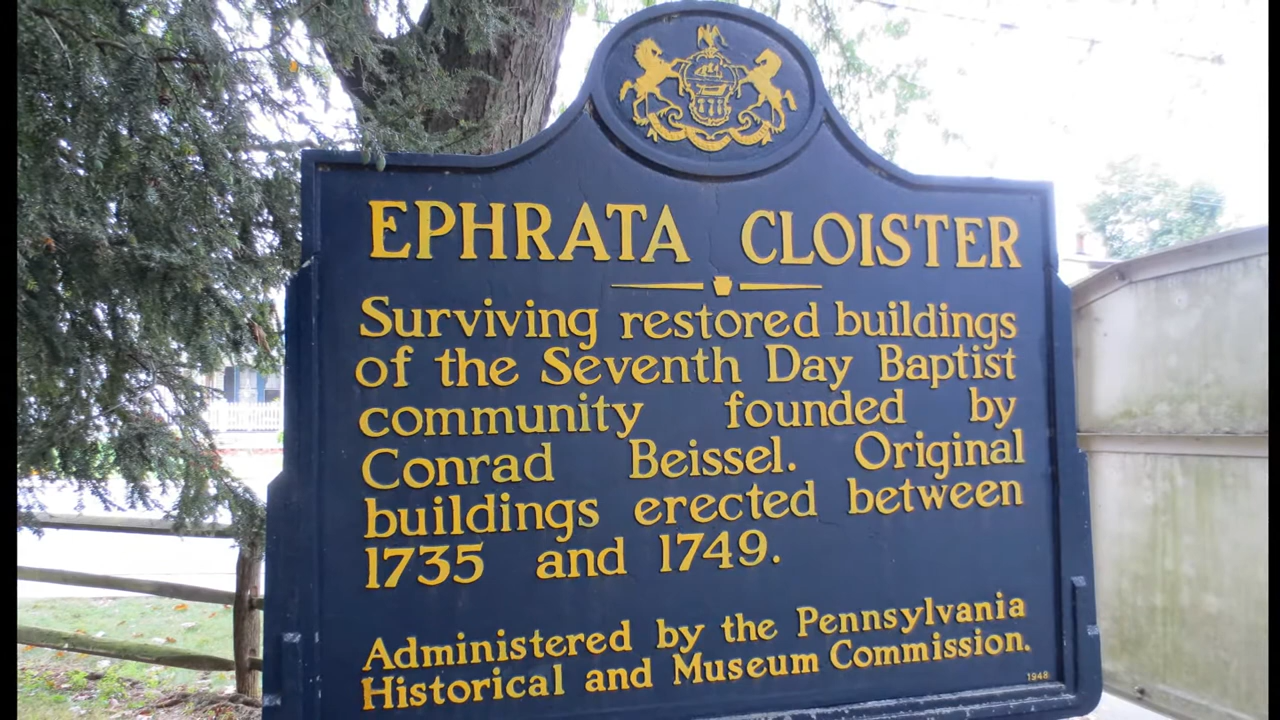 EPHRATA CLOISTER
Surviving restored buildings
of the Seventh Day Baptist
community founded by
Conrad Beissel. Original
buildings erected between
1735 and 1749.
Administered by the Pennsylvania
Historical and Museum Commission.
1948